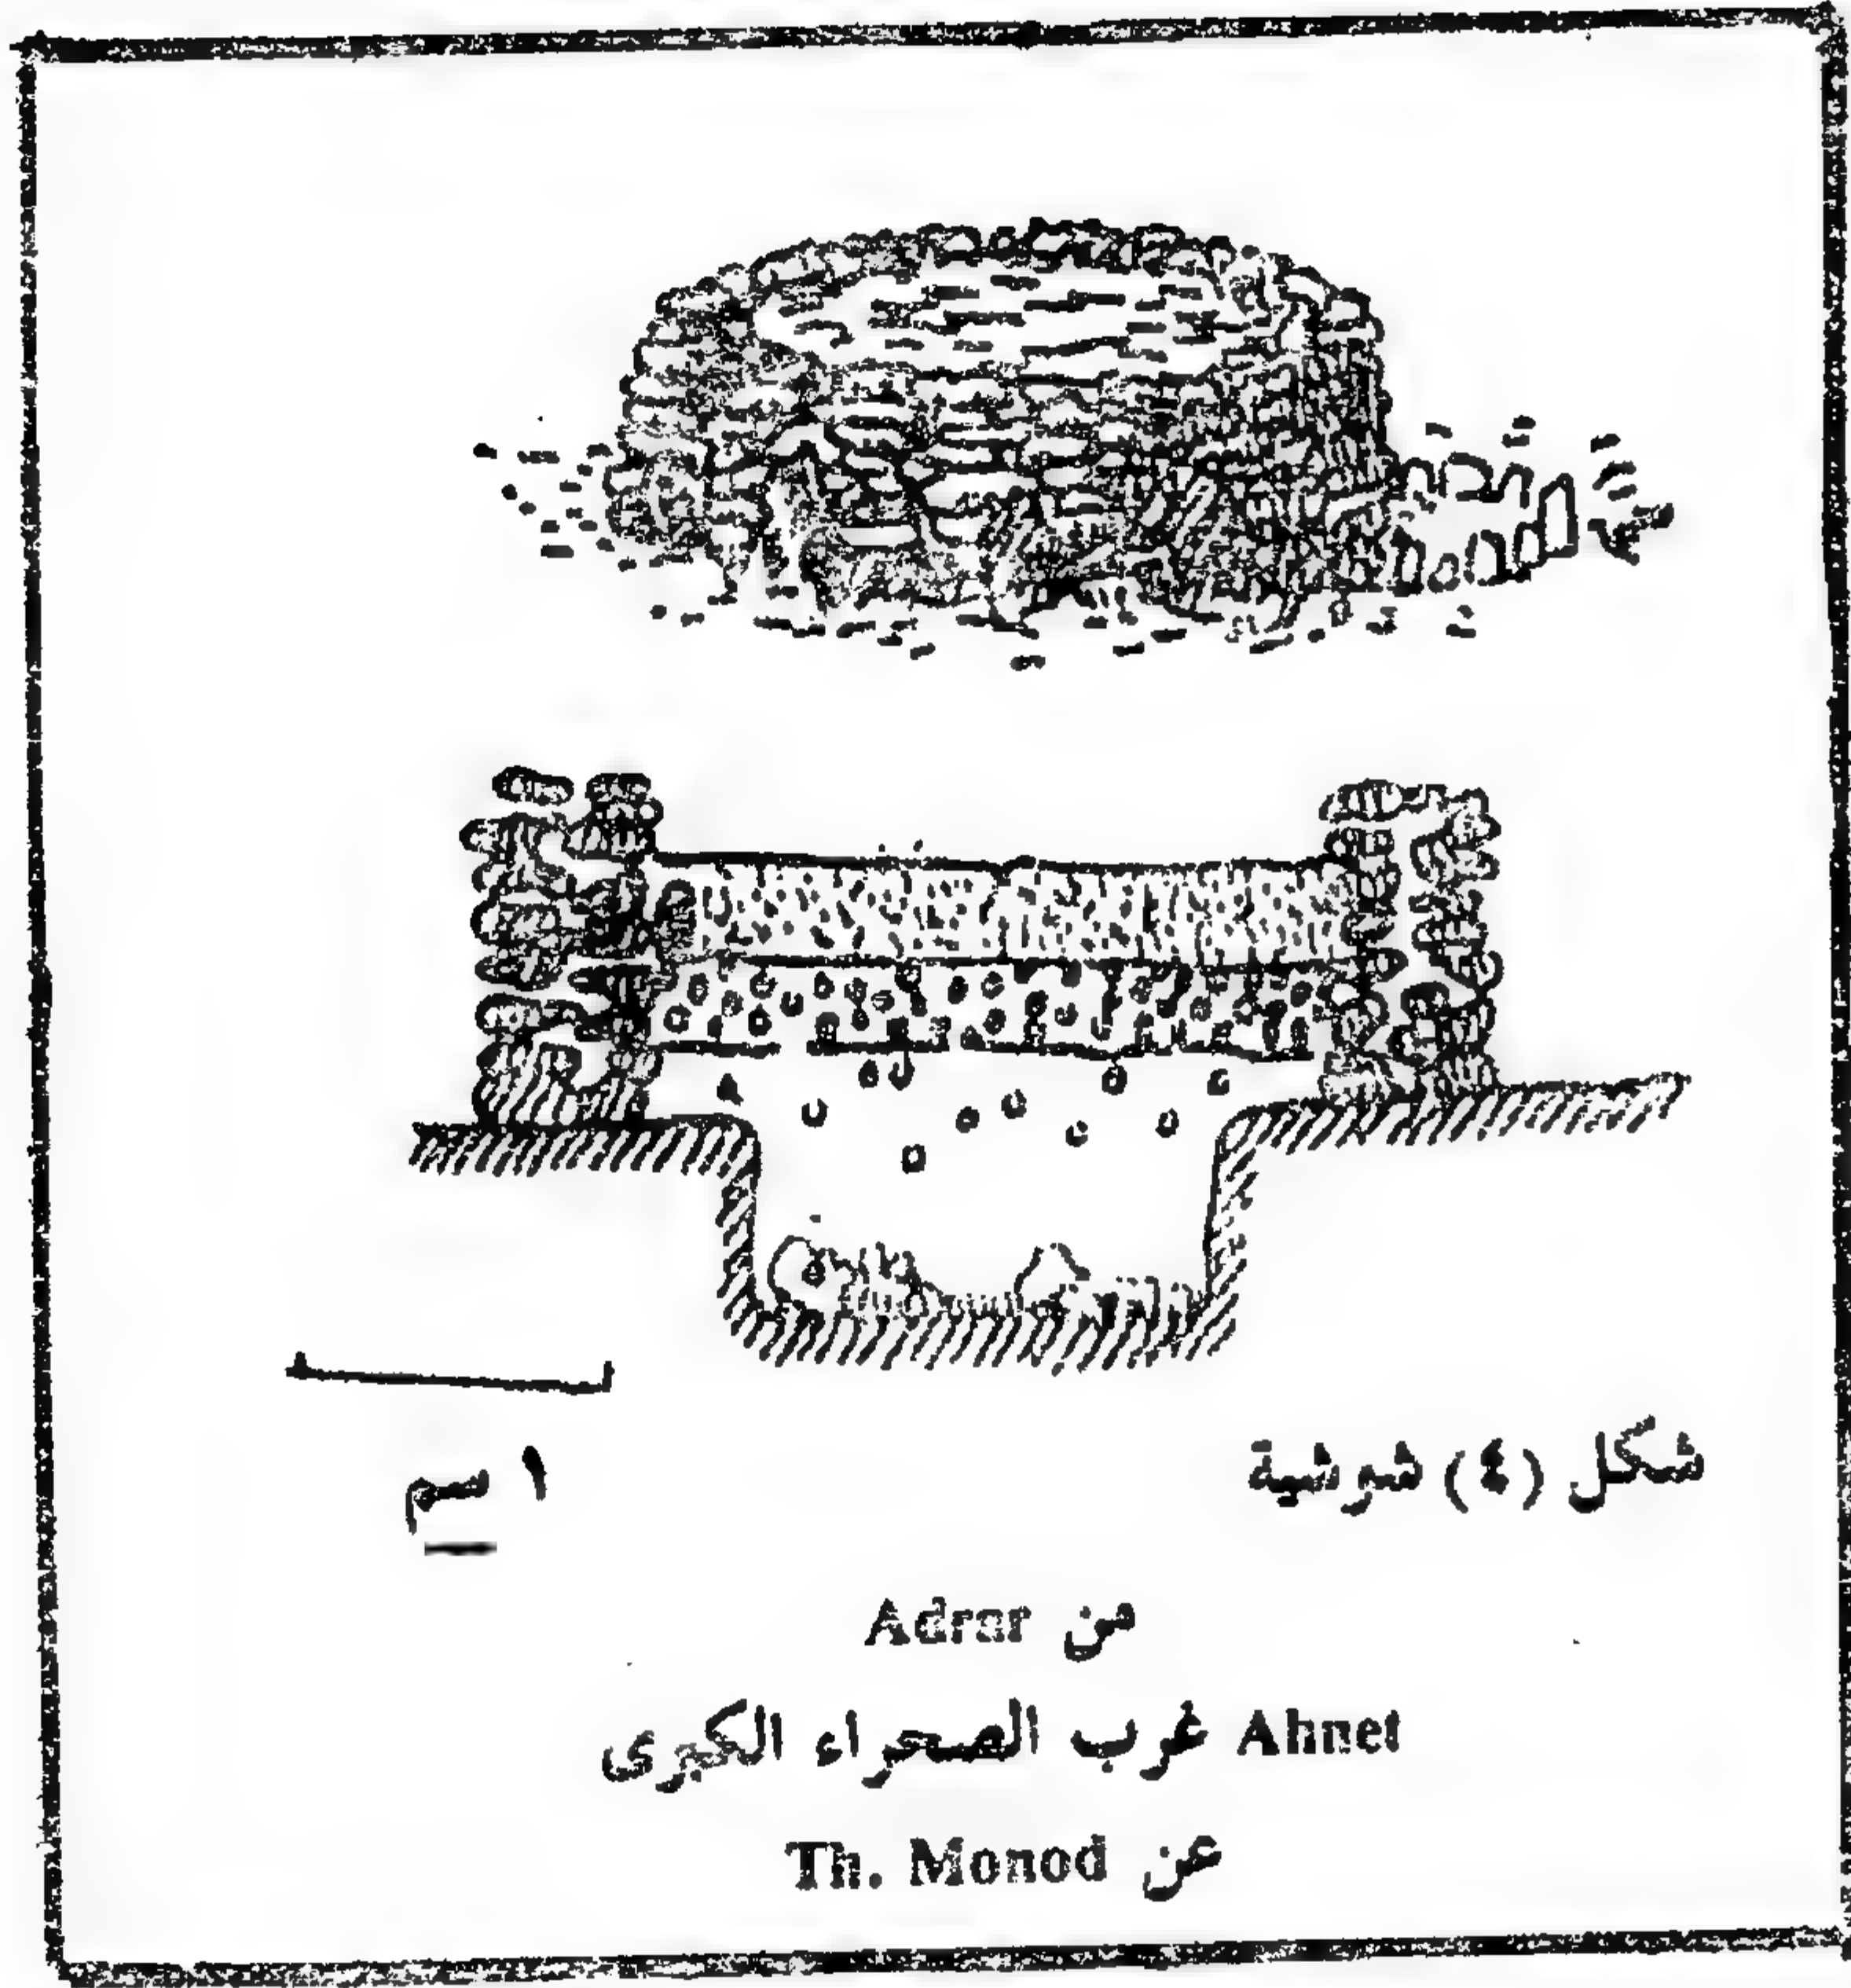 شكل (٤) شوشية
١ سم
من Adrar
Ahnet غرب الصحراء الكبرى
عن Th. Monod